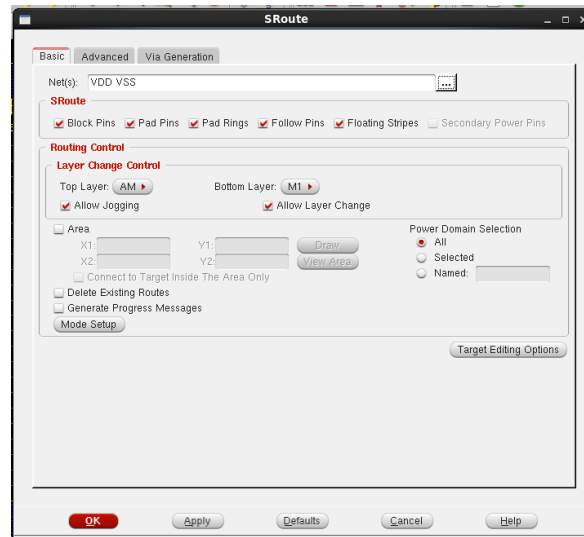 SRoute
Basic Advanced Via Generation
Net(s): VDD VSS ...
SRoute
Block Pins Pad Pins Pad Rings Follow Pins Floating Stripes Secondary Power Pins
Routing Control
Layer Change Control
Top Layer: AM Bottom Layer: M1
Allow Jogging Allow Layer Change
Area Power Domain Selection
X1: Y1: Draw All
X2: Y2: View Area Selected
Connect to Target Inside The Area Only Named:
Delete Existing Routes
Generate Progress Messages
Mode Setup
Target Editing Options
OK Apply Defaults Cancel Help